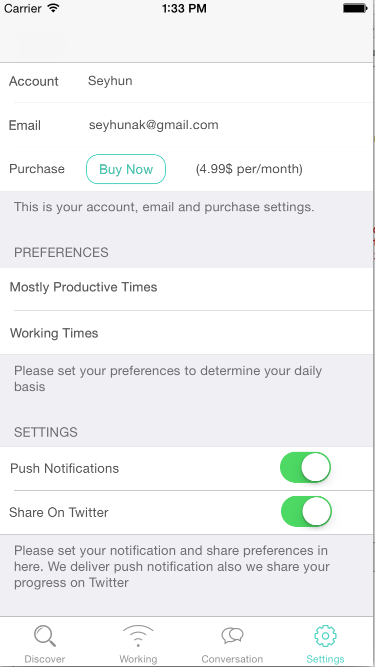 Carrier 1:33 PM
Account Seyhun
Email seyhunak@gmail.com
Purchase Buy Now (4.99$ per/month)
This is your account, email and purchase settings.
PREFERENCES
Mostly Productive Times
Working Times
Please set your preferences to determine your daily
basis
SETTINGS
Push Notifications
Share On Twitter
Please set your notification and share preferences in
here. We deliver push notification also we share your
progress on Twitter
Discover Working Conversation Settings